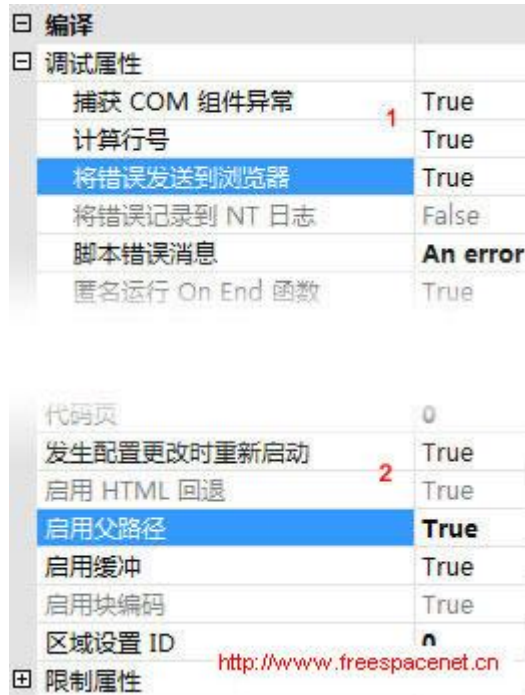 编译
调试属性
捕获 COM 组件异常 True
1
计算行号 True
将错误发送到浏览器 True
将错误记录到 NT 日志 False
脚本错误消息 An error
匿名运行 On End 函数 True
代码页 0
发生配置更改时重新启动 True
2
启用 HTML 回退 True
启用父路径 True
启用缓冲 True
启用块编码 True
区域设置 ID 0
http://www.freespacenet.cn
限制属性